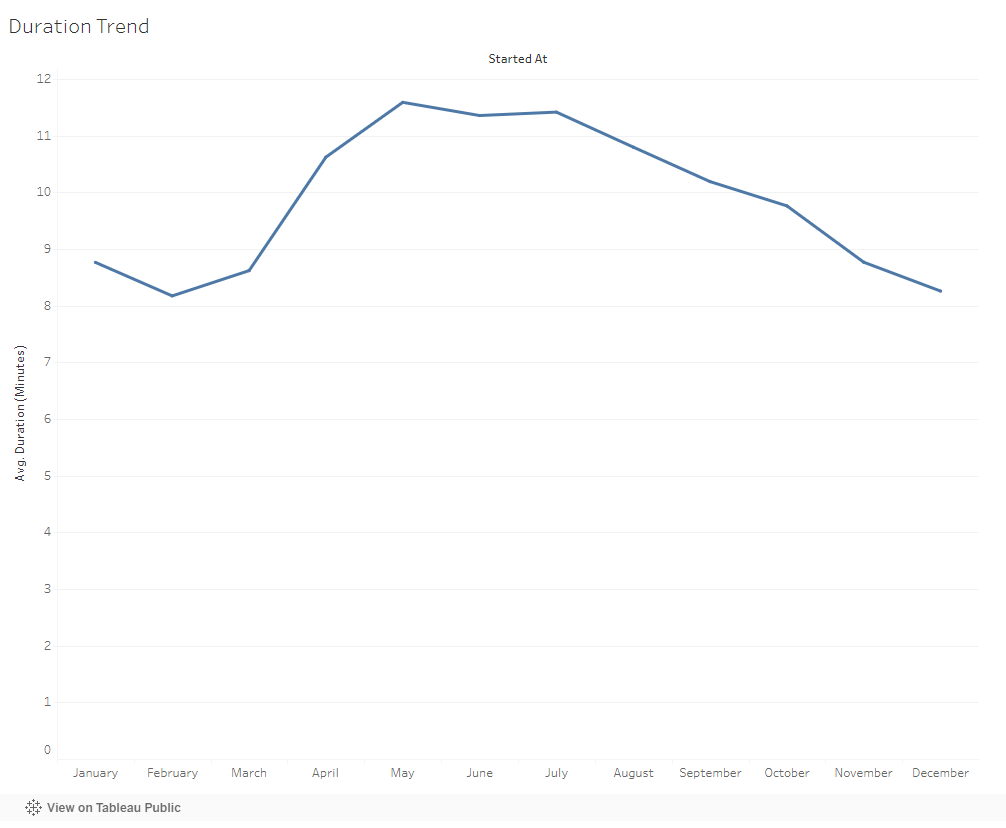 Duration Trend
Started At
12
11
10
9
8
7
6
5
4
3
2
1
0
Avg. Duration (Minutes)
January February March April May June July August September October November December
View on Tableau Public